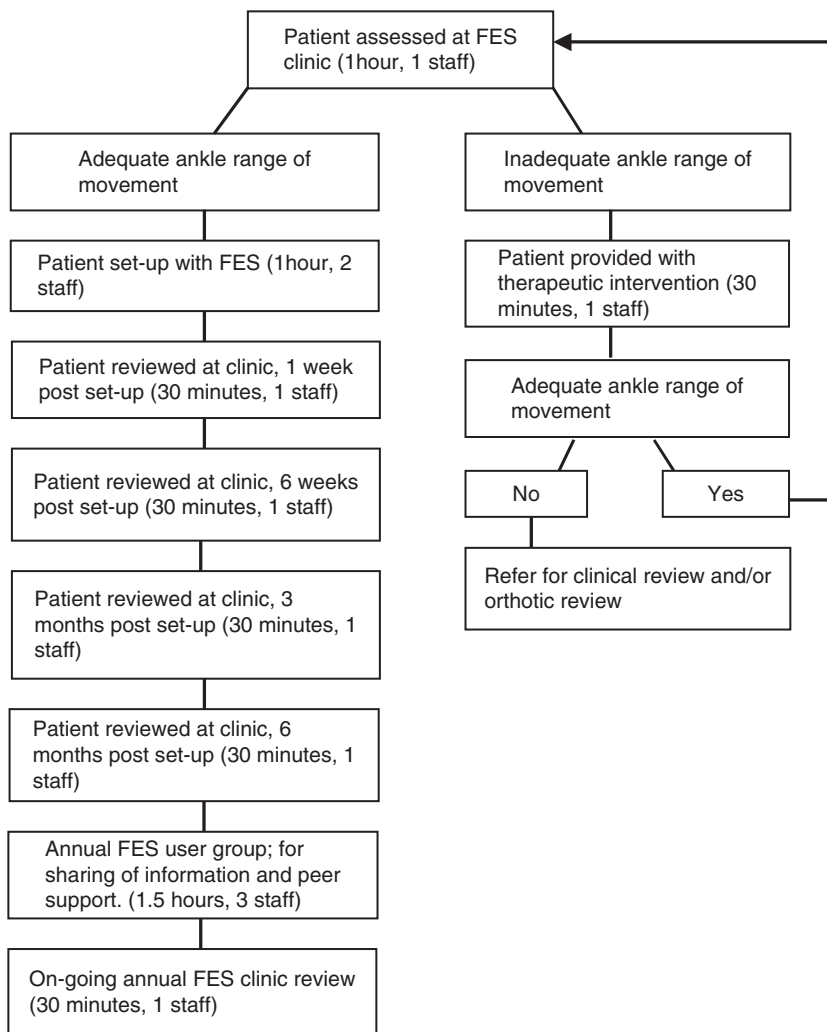 Patient assessed at FES
clinic (1hour, 1 staff)
Adequate ankle range of
movement
Patient set-up with FES (1hour, 2
staff)
Patient reviewed at clinic, 1 week
post set-up (30 minutes, 1 staff)
Patient reviewed at clinic, 6 weeks
post set-up (30 minutes, 1 staff)
Patient reviewed at clinic, 3
months post set-up (30 minutes, 1
staff)
Patient reviewed at clinic, 6
months post set-up (30 minutes, 1
staff)
Annual FES user group; for
sharing of information and peer
support. (1.5 hours, 3 staff)
On-going annual FES clinic review
(30 minutes, 1 staff)
Inadequate ankle range of
movement
Patient provided with
therapeutic intervention (30
minutes, 1 staff)
Adequate ankle range of
movement
No
Yes
Refer for clinical review and/or
orthotic review